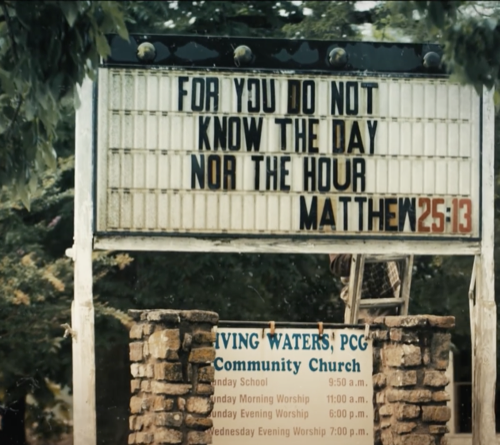 FOR YOU DO NOT
KNOW THE DAY
NOR THE HOUR
MATTHEW 25:13
IVING WATERS, PCG
Community Church
unday School 9:50 a.m.
unday Morning Worship 11:00 a.m.
unday Evening Worship 6:00 p.m.
Wednesday Evening Worship 7:00 p.m.